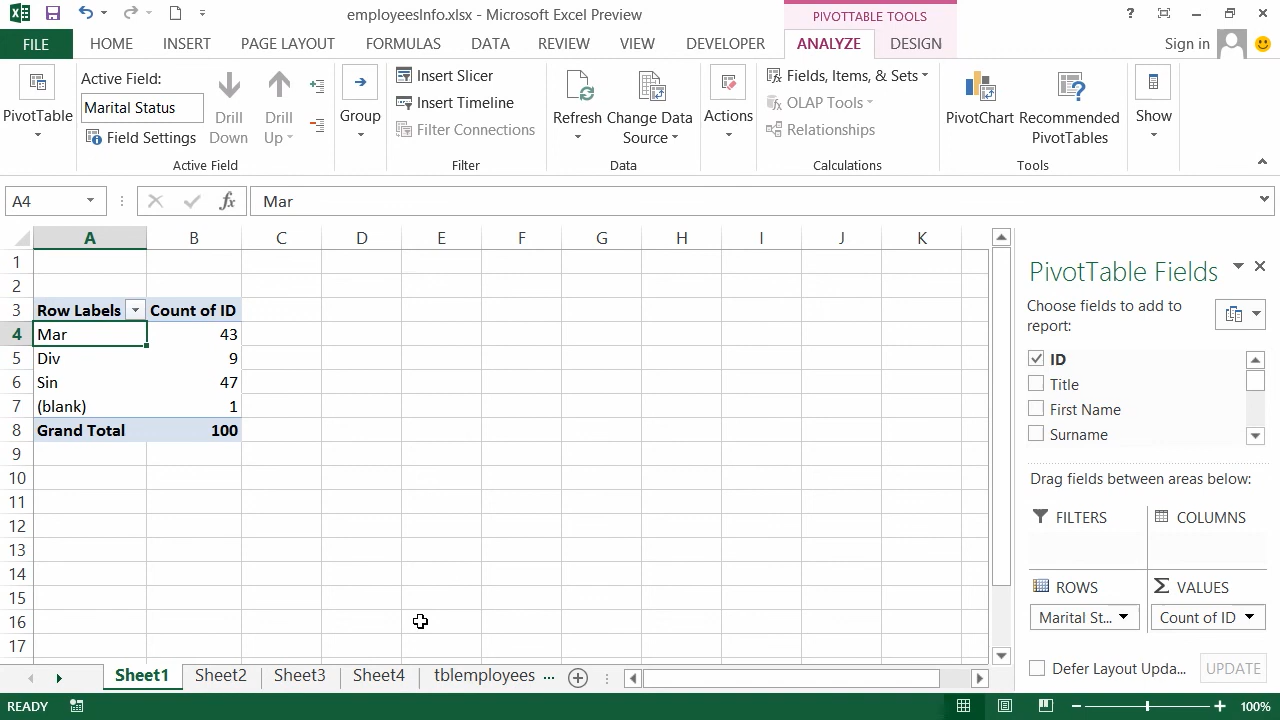 employeesInfo.xlsx - Microsoft Excel Preview
PIVOTTABLE TOOLS
?
FILE HOME INSERT PAGE LAYOUT FORMULAS DATA REVIEW VIEW DEVELOPER ANALYZE DESIGN Sign in
PivotTable
Active Field:
Marital Status
Field Settings
Drill Down
Drill Up
Active Field
Group
Insert Slicer
Insert Timeline
Filter Connections
Filter
Refresh
Change Data Source
Data
Actions
Fields, Items, & Sets
OLAP Tools
Relationships
Calculations
PivotChart
Recommended PivotTables
Tools
Show
A4 fx Mar
A B C D E F G H I J K
1
2
3 Row Labels Count of ID
4 Mar 43
5 Div 9
6 Sin 47
7 (blank) 1
8 Grand Total 100
9
10
11
12
13
14
15
16
17
PivotTable Fields
Choose fields to add to
report:
ID
Title
First Name
Surname
Drag fields between areas below:
FILTERS COLUMNS
ROWS Σ VALUES
Marital St... Count of ID
Defer Layout Upda... UPDATE
Sheet1 Sheet2 Sheet3 Sheet4 tblemployees ...
READY 100%